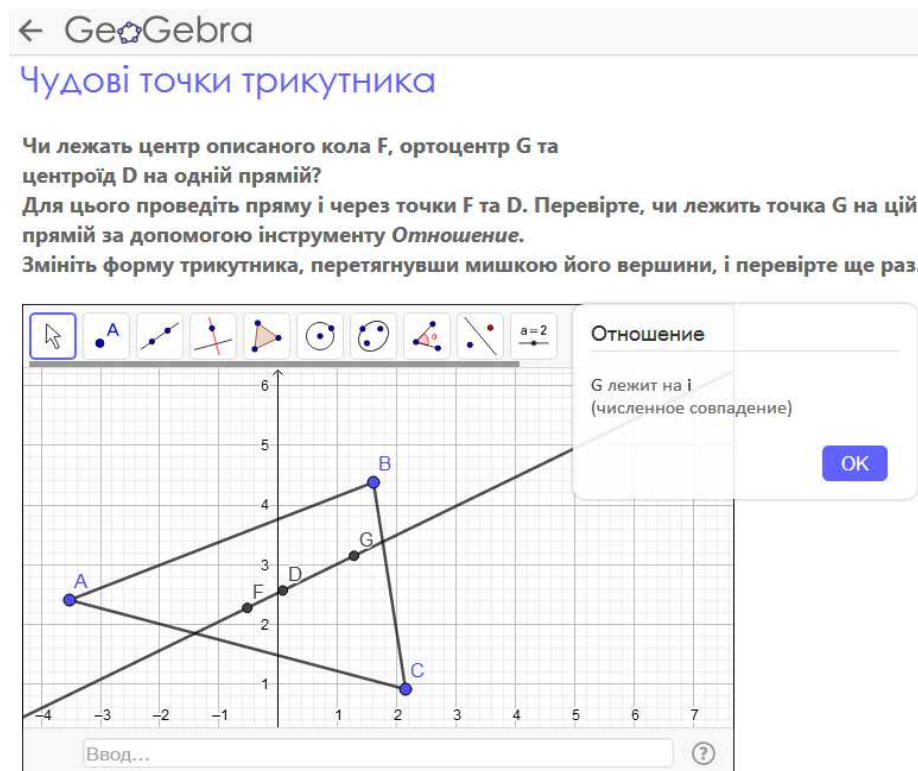 ← GeoGebra
Чудові точки трикутника
Чи лежать центр описаного кола F, ортоцентр G та
центроїд D на одній прямій?
Для цього проведіть пряму і через точки F та D. Перевірте, чи лежить точка G на цій
прямій за допомогою інструменту Отношение.
Змініть форму трикутника, перетягнувши мишкою його вершини, і перевірте ще раз.
A
a=2
Отношение
G лежит на i
(численное совпадение)
OK
6
5
B
4
G
3
D
A
F
2
C
1
–4 –3 –2 –1 1 2 3 4 5 6 7
Ввод...
?